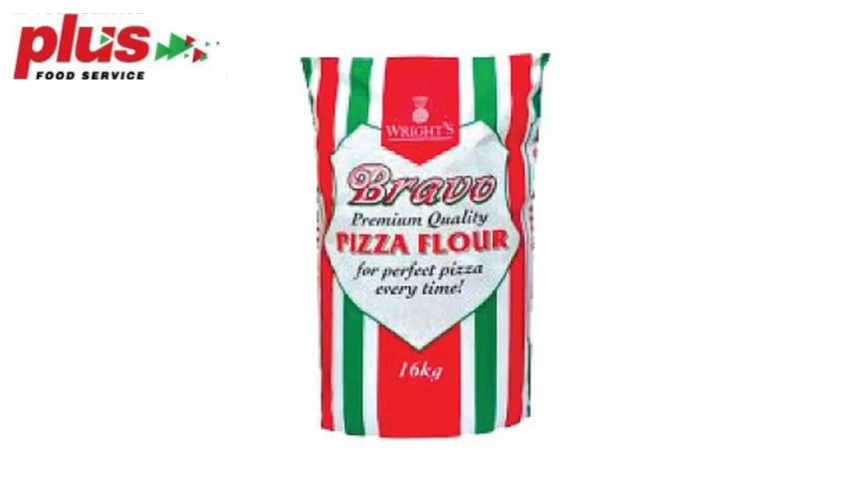 plus
FOOD SERVICE
WRIGHT'S
Bravo
Premium Quality
PIZZA FLOUR
for perfect pizza
every time!
16kg